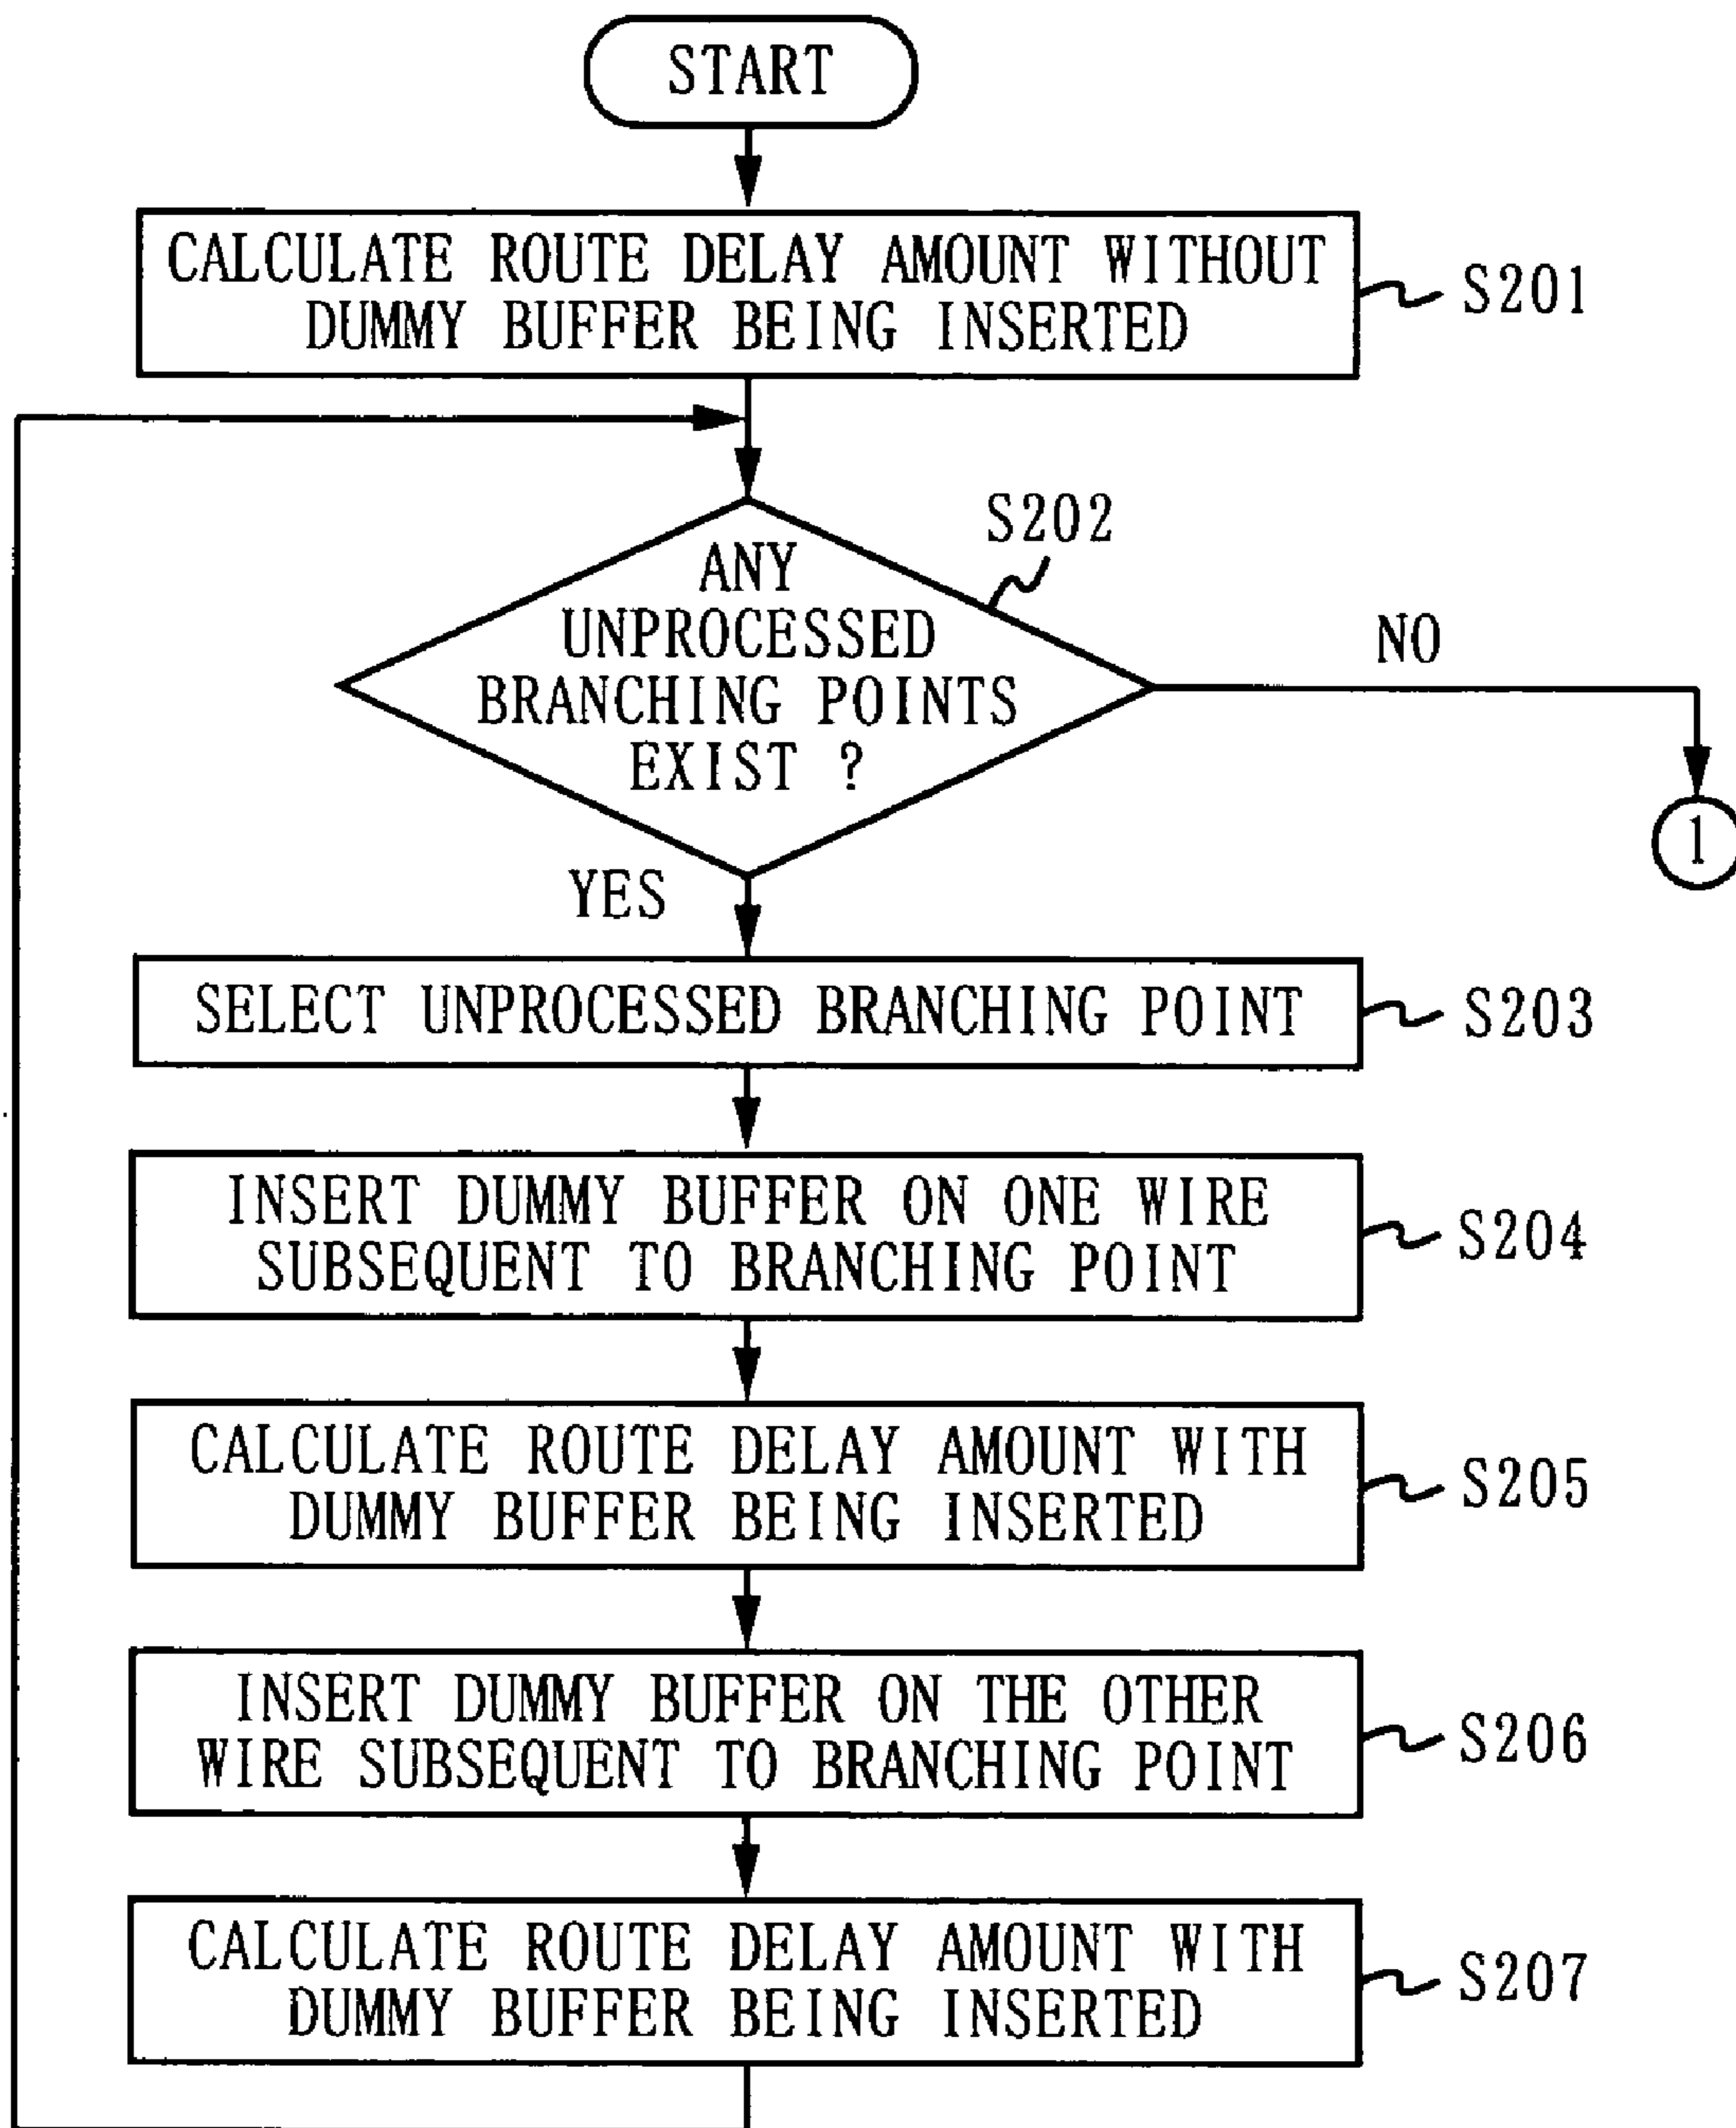 START
CALCULATE ROUTE DELAY AMOUNT WITHOUT
DUMMY BUFFER BEING INSERTED
S201
S202
ANY
UNPROCESSED
BRANCHING POINTS
EXIST ?
NO
1
YES
SELECT UNPROCESSED BRANCHING POINT
S203
INSERT DUMMY BUFFER ON ONE WIRE
SUBSEQUENT TO BRANCHING POINT
S204
CALCULATE ROUTE DELAY AMOUNT WITH
DUMMY BUFFER BEING INSERTED
S205
INSERT DUMMY BUFFER ON THE OTHER
WIRE SUBSEQUENT TO BRANCHING POINT
S206
CALCULATE ROUTE DELAY AMOUNT WITH
DUMMY BUFFER BEING INSERTED
S207